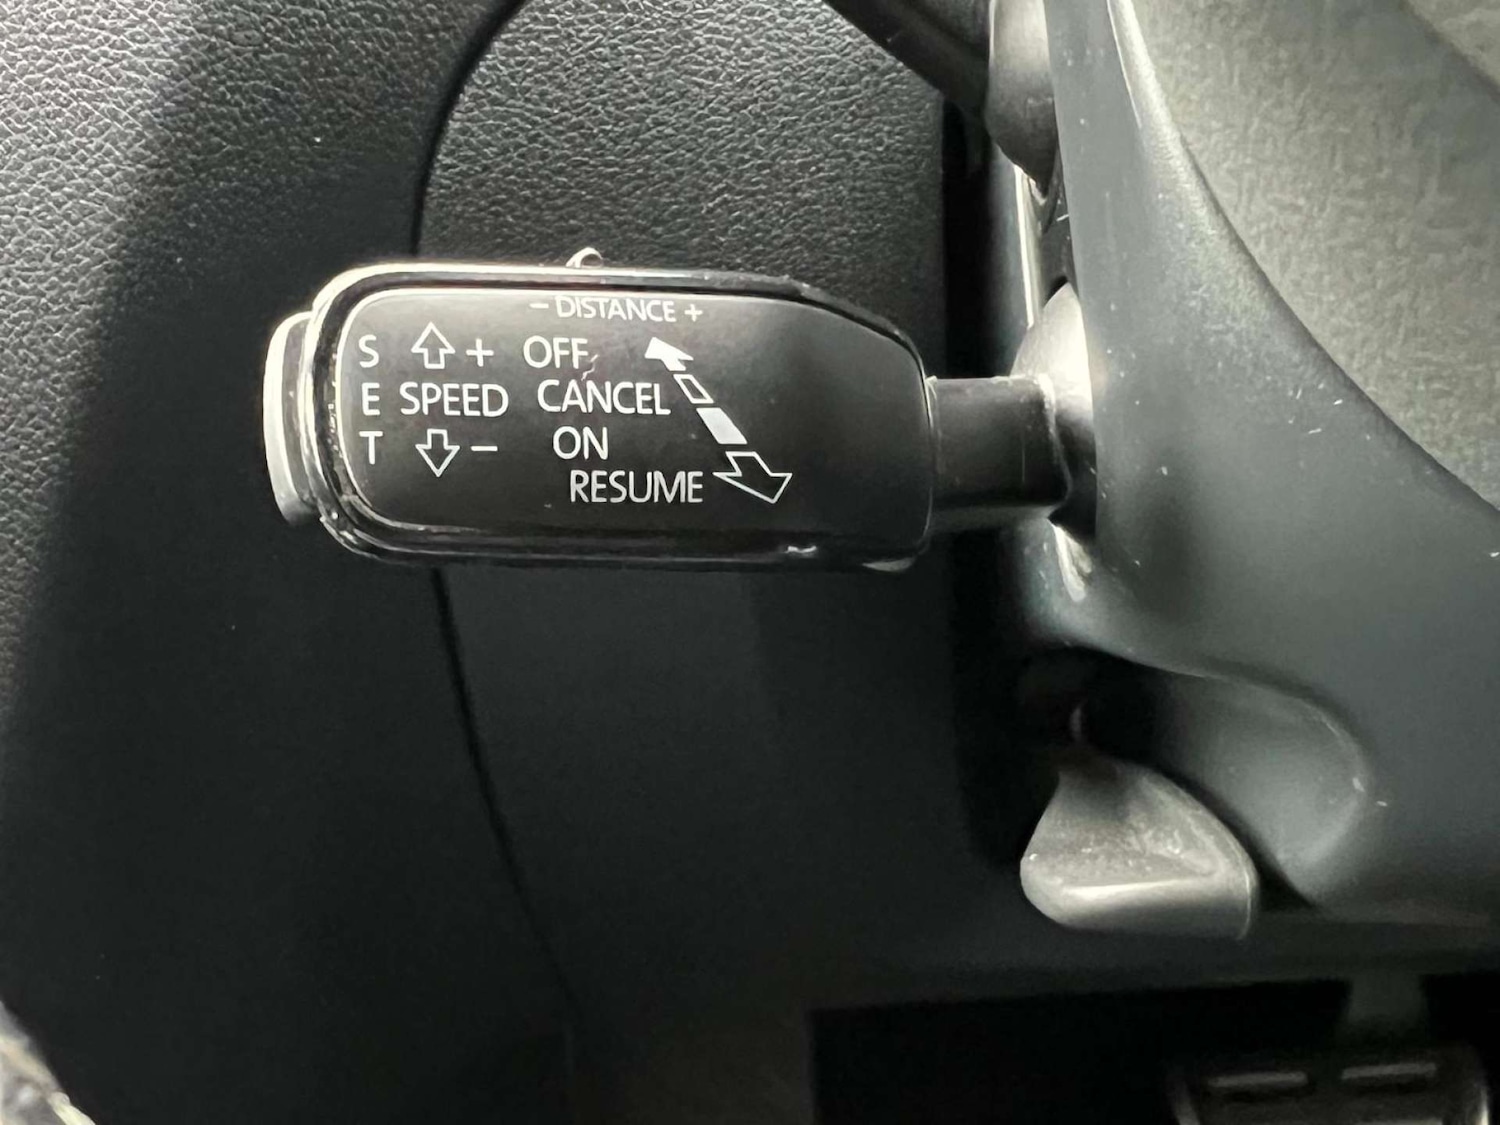 - DISTANCE +
S + OFF
E SPEED CANCEL
T - ON
RESUME